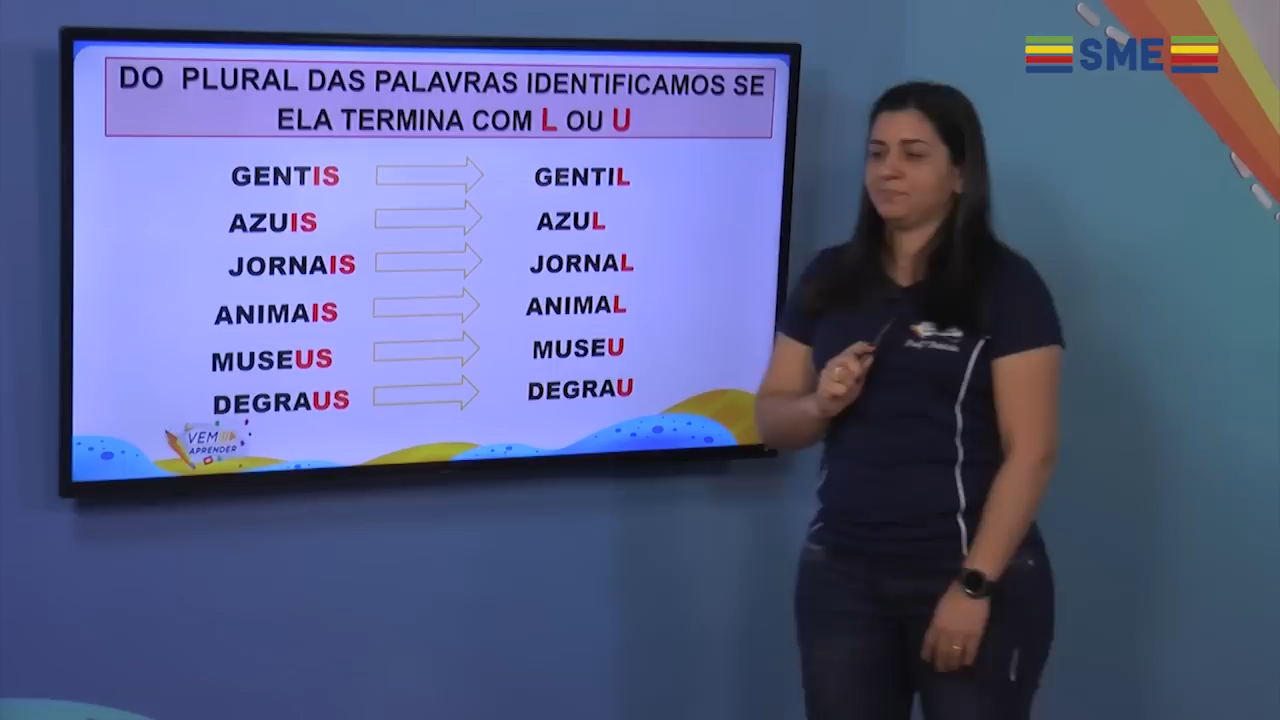 SME
DO PLURAL DAS PALAVRAS IDENTIFICAMOS SE
ELA TERMINA COM L OU U
GENTIS GENTIL
AZUIS AZUL
JORNAIS JORNAL
ANIMAIS ANIMAL
MUSEUS MUSEU
DEGRAUS DEGRAU
VEM
APRENDER